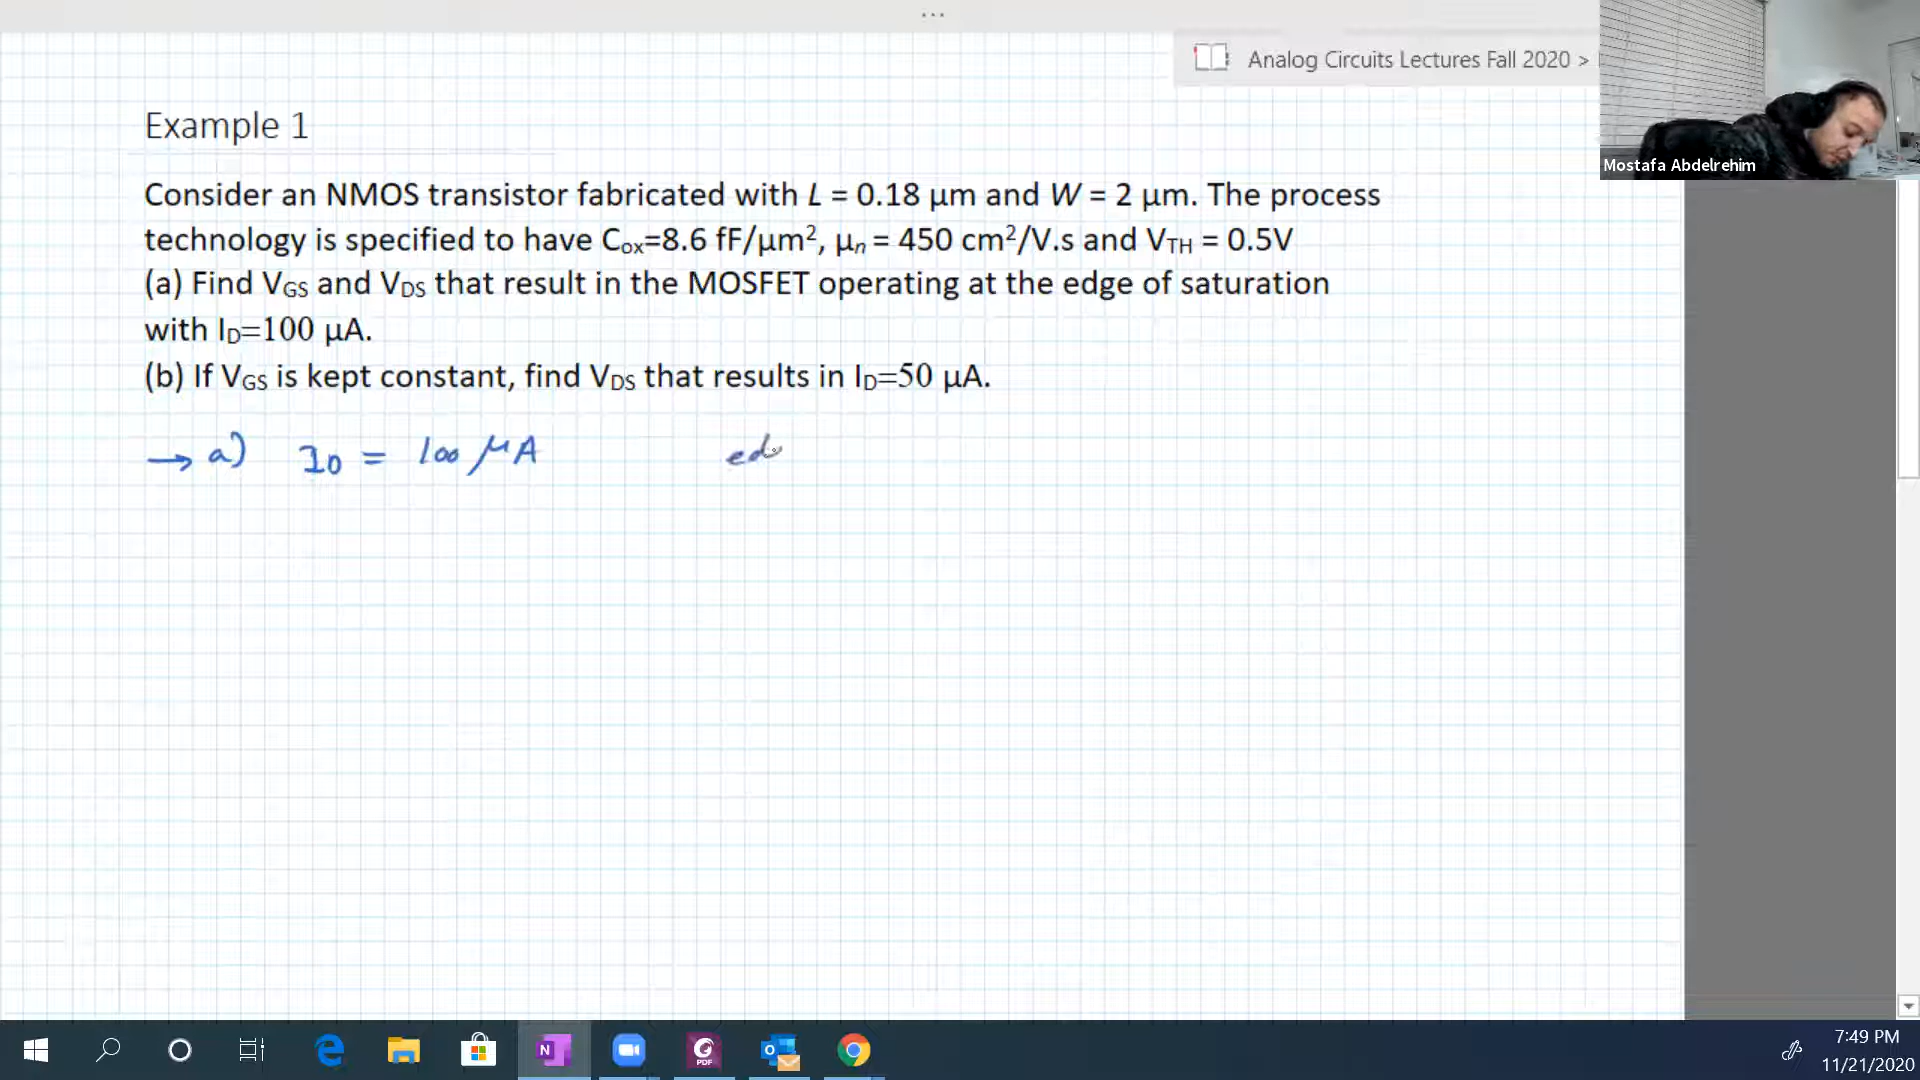 ...
Analog Circuits Lectures Fall 2020 >
Mostafa Abdelrehim
Example 1
Consider an NMOS transistor fabricated with L = 0.18 µm and W = 2 µm. The process
technology is specified to have Cox=8.6 fF/µm², µn = 450 cm²/V.s and VTH = 0.5V
(a) Find VGS and VDS that result in the MOSFET operating at the edge of saturation
with ID=100 µA.
(b) If VGS is kept constant, find VDS that results in ID=50 µA.
→ a) ID = 100 µA ed
N
PDF
7:49 PM
11/21/2020